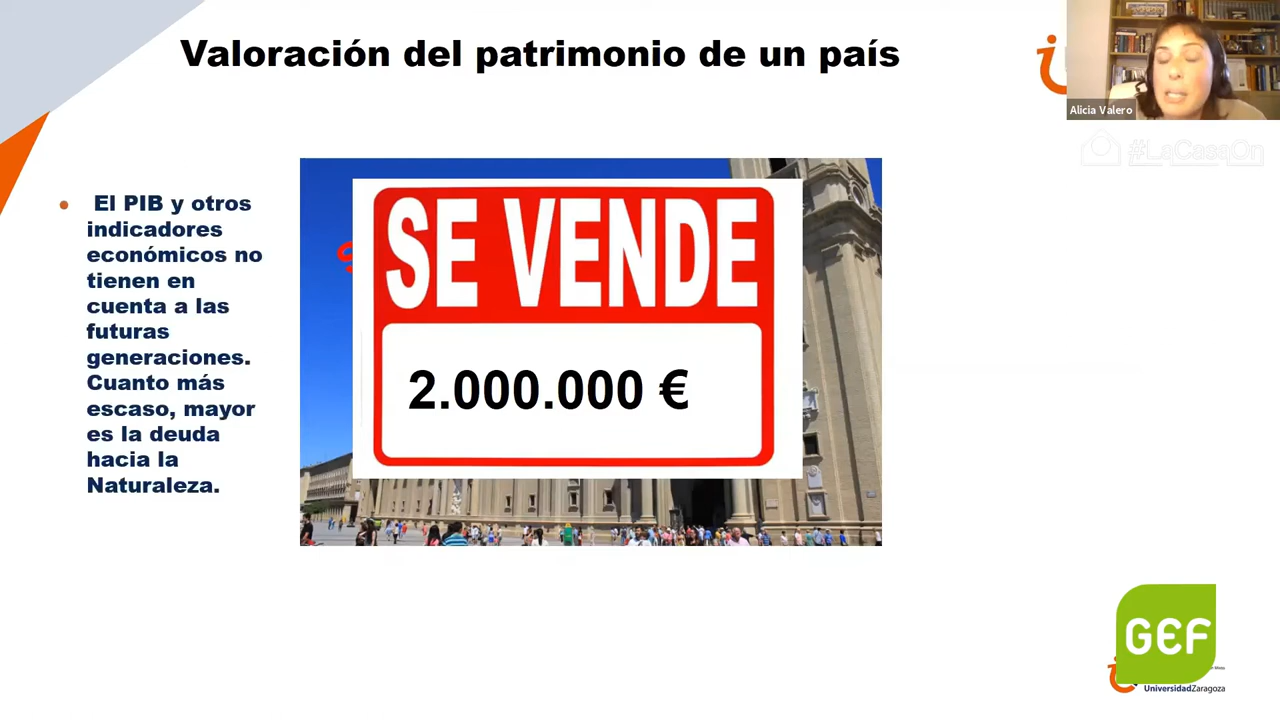 Valoración del patrimonio de un país
Alicia Valero
#LaCasaOn
El PIB y otros
indicadores
económicos no
tienen en
cuenta a las
futuras
generaciones.
Cuanto más
escaso, mayor
es la deuda
hacia la
Naturaleza.
SE VENDE
2.000.000 €
GEF
UniversidadZaragoza